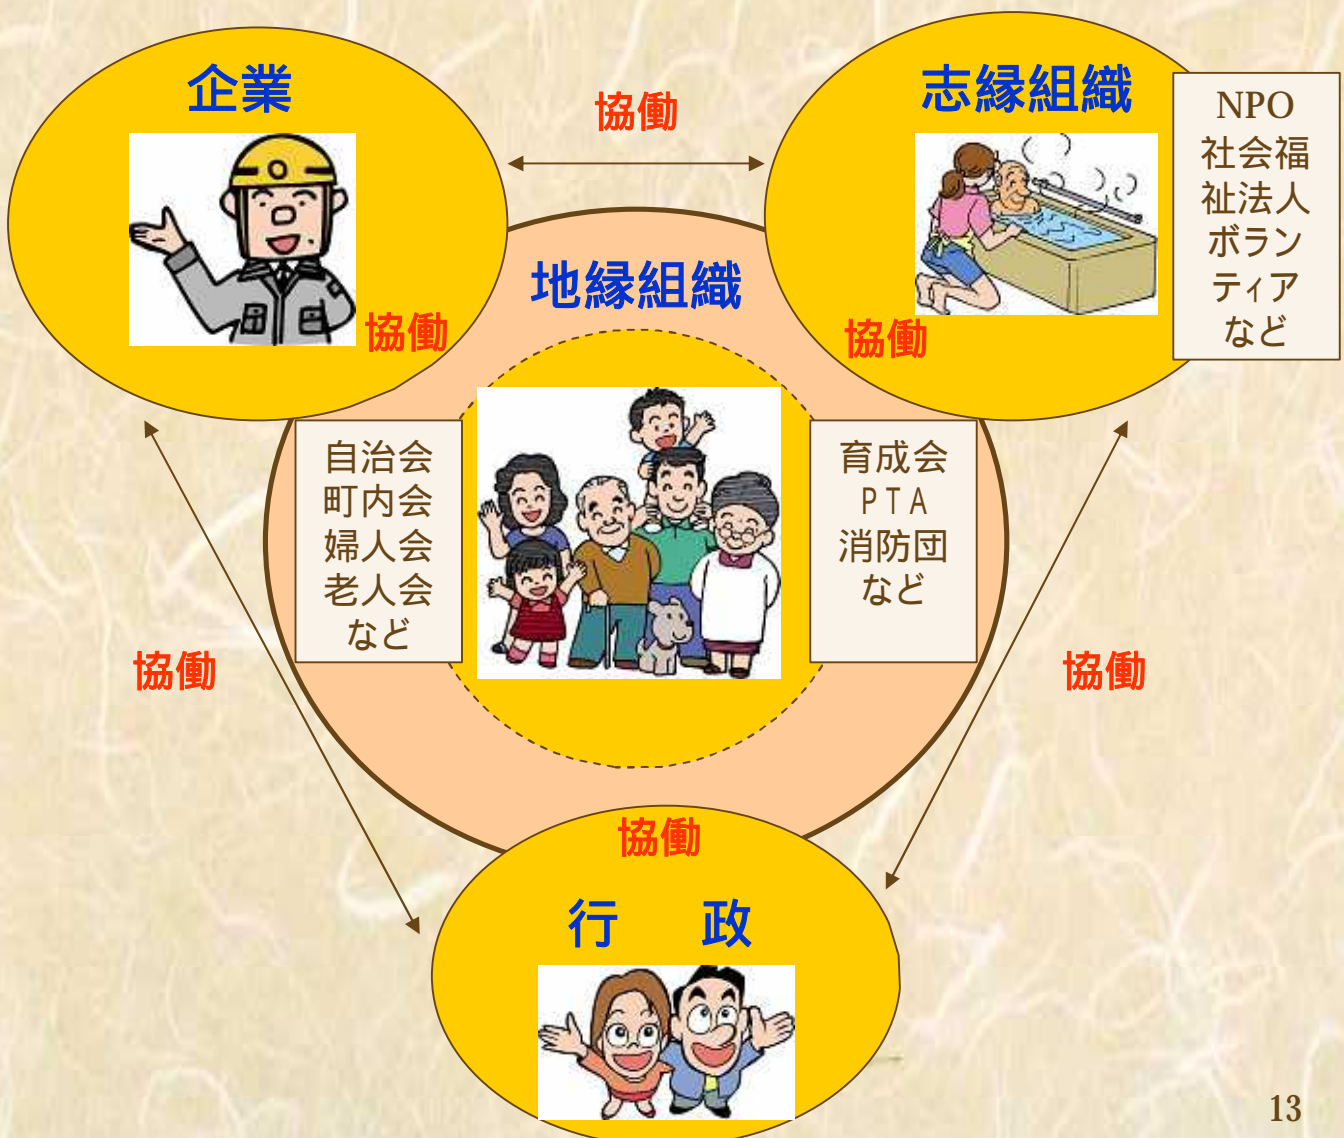 企業
志縁組織
協働
NPO
社会福
祉法人
ボラン
ティア
など
地縁組織
協働
協働
自治会
町内会
婦人会
老人会
など
育成会
PTA
消防団
など
協働
協働
協働
行 政
13